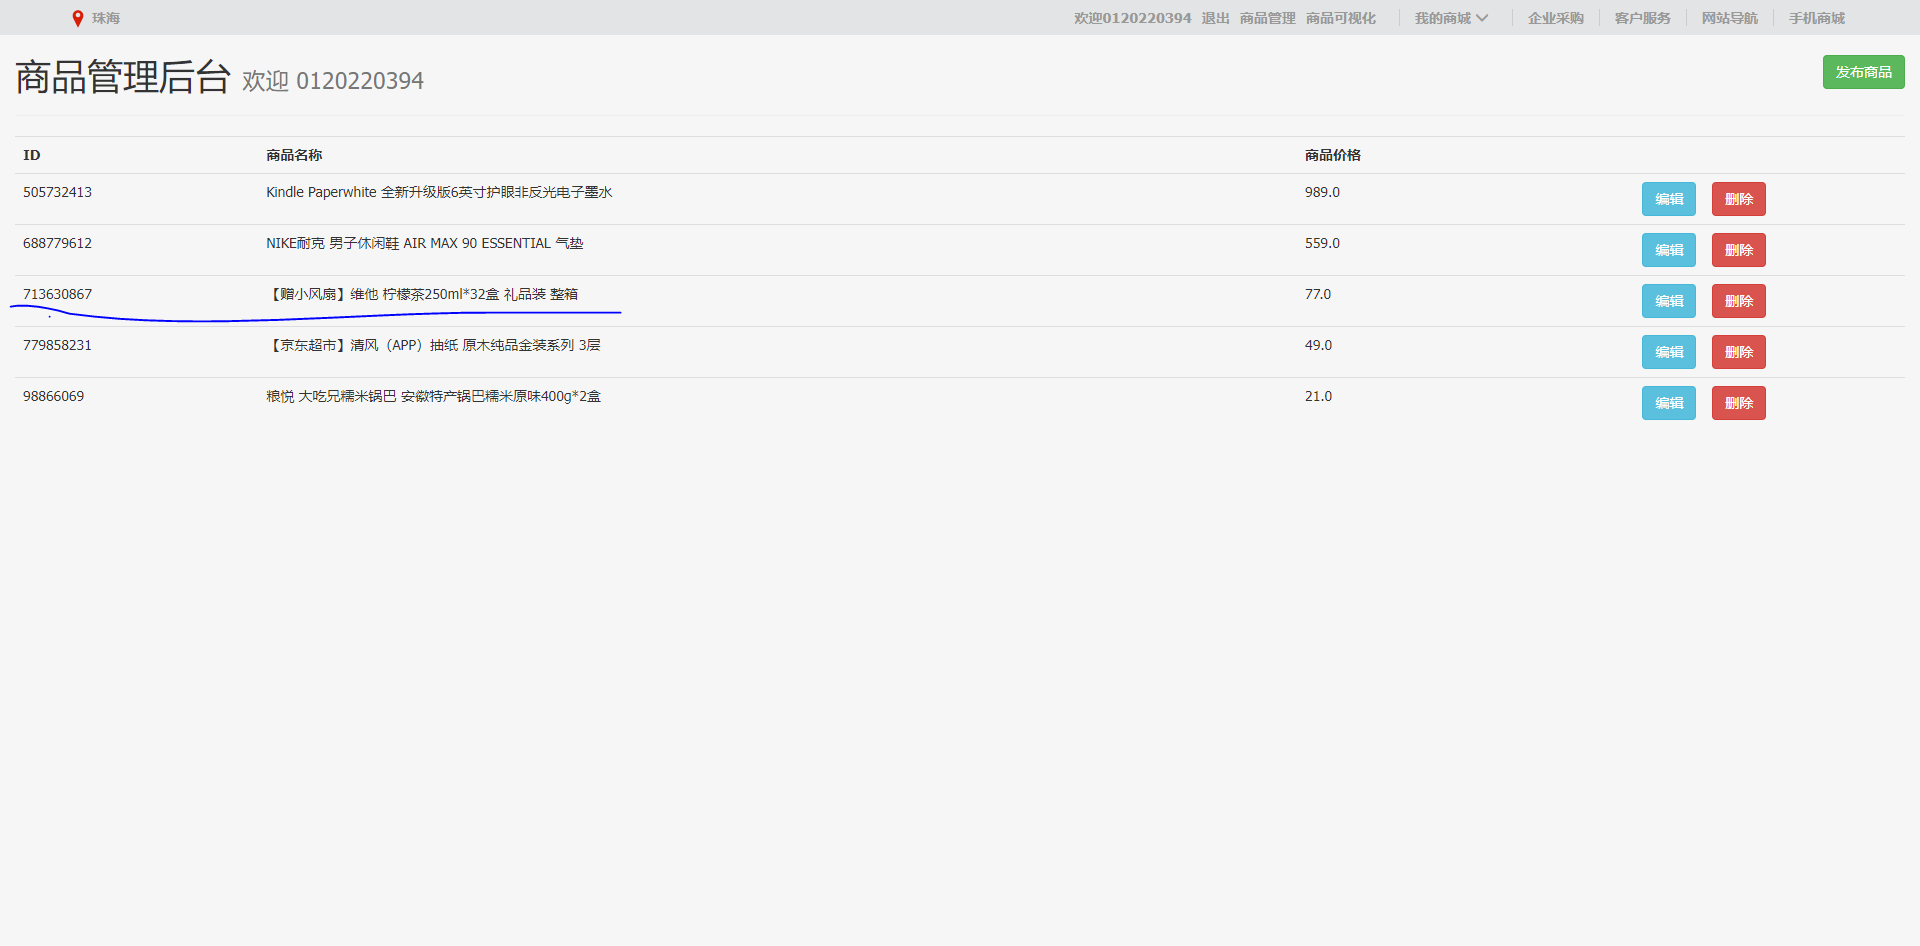 珠海 欢迎0120220394 退出 商品管理 商品可视化 我的商城 企业采购 客户服务 网站导航 手机商城
商品管理后台 欢迎 0120220394 发布商品
ID 商品名称 商品价格
505732413 Kindle Paperwhite 全新升级版6英寸护眼非反光电子墨水 989.0 编辑 删除
688779612 NIKE耐克 男子休闲鞋 AIR MAX 90 ESSENTIAL 气垫 559.0 编辑 删除
713630867 【赠小风扇】维他 柠檬茶250ml*32盒 礼品装 整箱 77.0 编辑 删除
779858231 【京东超市】清风（APP）抽纸 原木纯品金装系列 3层 49.0 编辑 删除
98866069 粮悦 大吃兄糯米锅巴 安徽特产锅巴糯米原味400g*2盒 21.0 编辑 删除